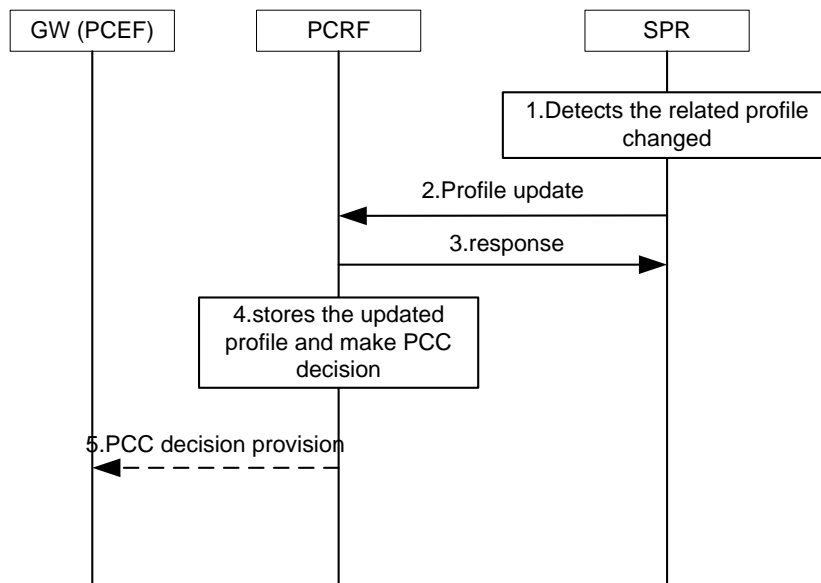 GW (PCEF)
PCRF
SPR
1.Detects the related profile
changed
2.Profile update
3.response
4.stores the updated
profile and make PCC
decision
5.PCC decision provision